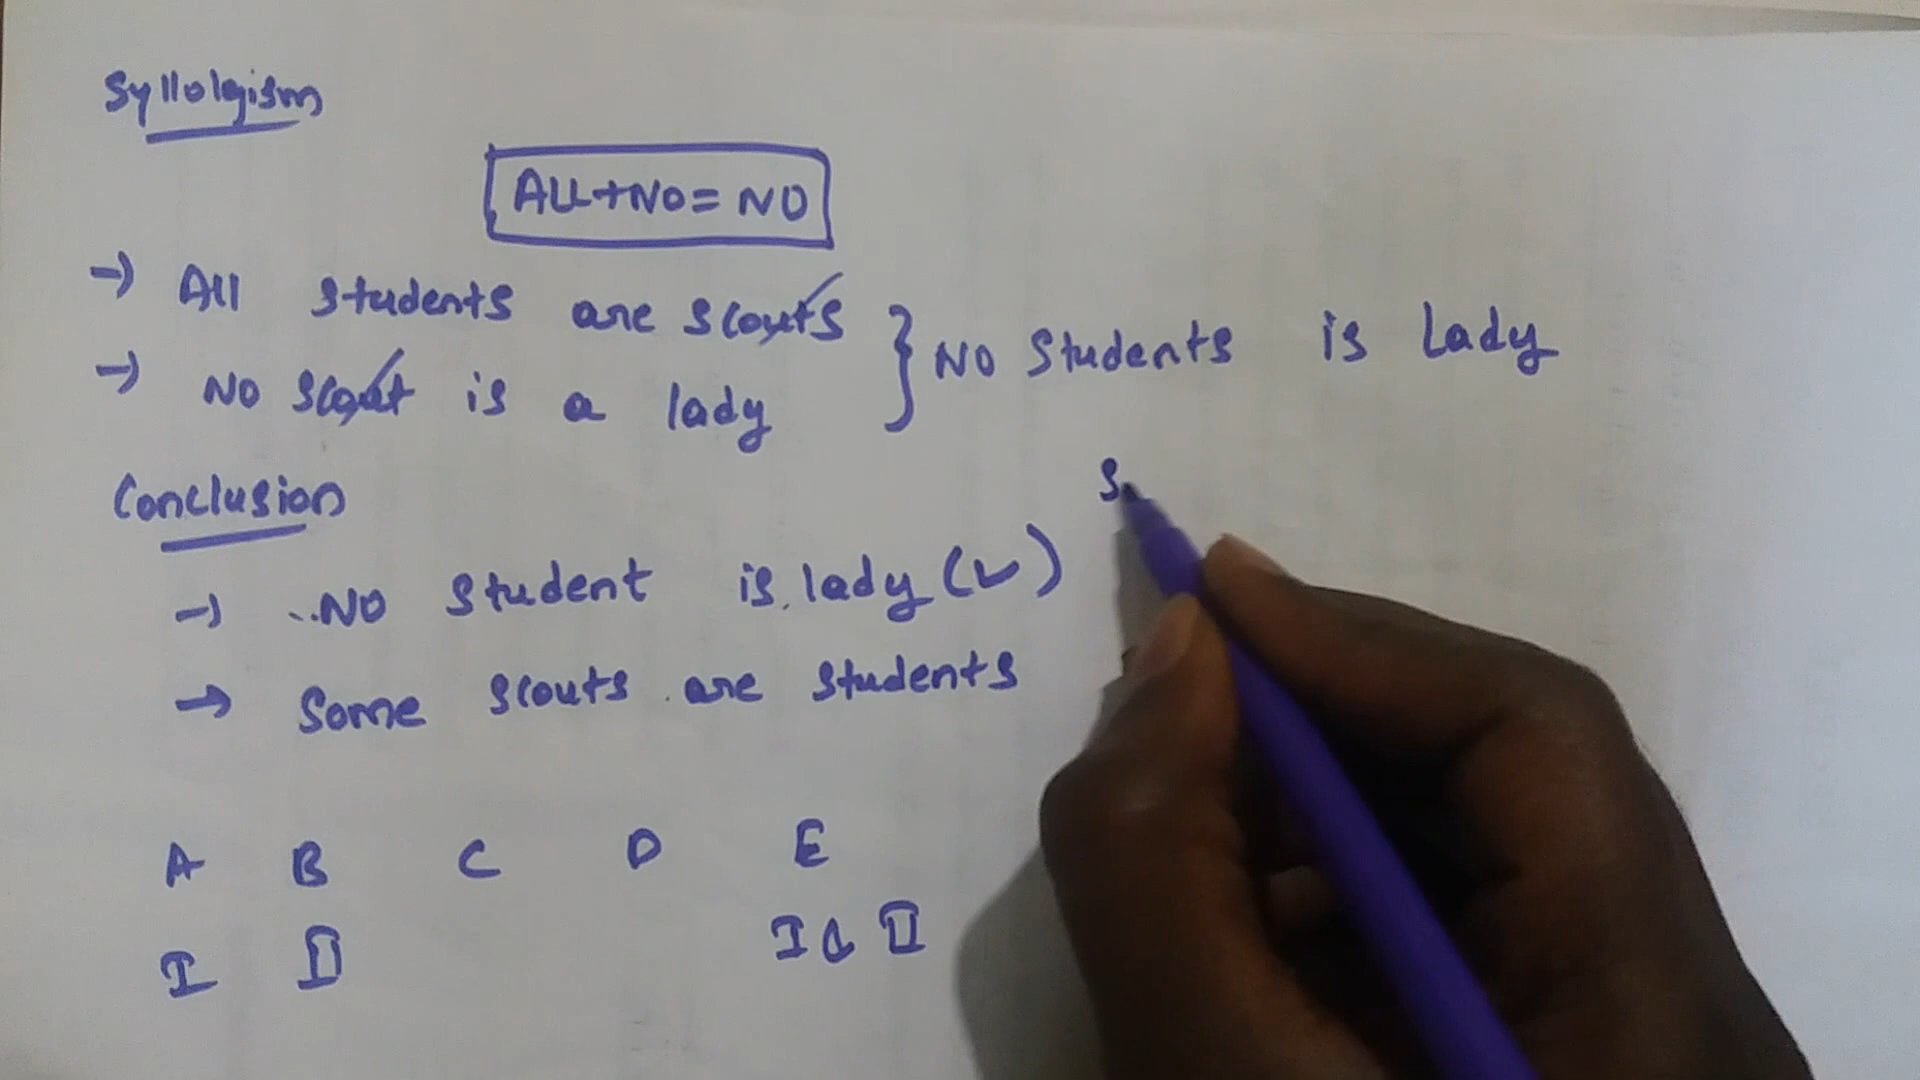 Syllolgism
ALL+NO=NO
→ All students are scouts
→ NO scout is a lady
} NO Students is lady
S
Conclusion
→ ..NO student is lady (✓)
→ Some scouts are students
A B C D E
I II I & II